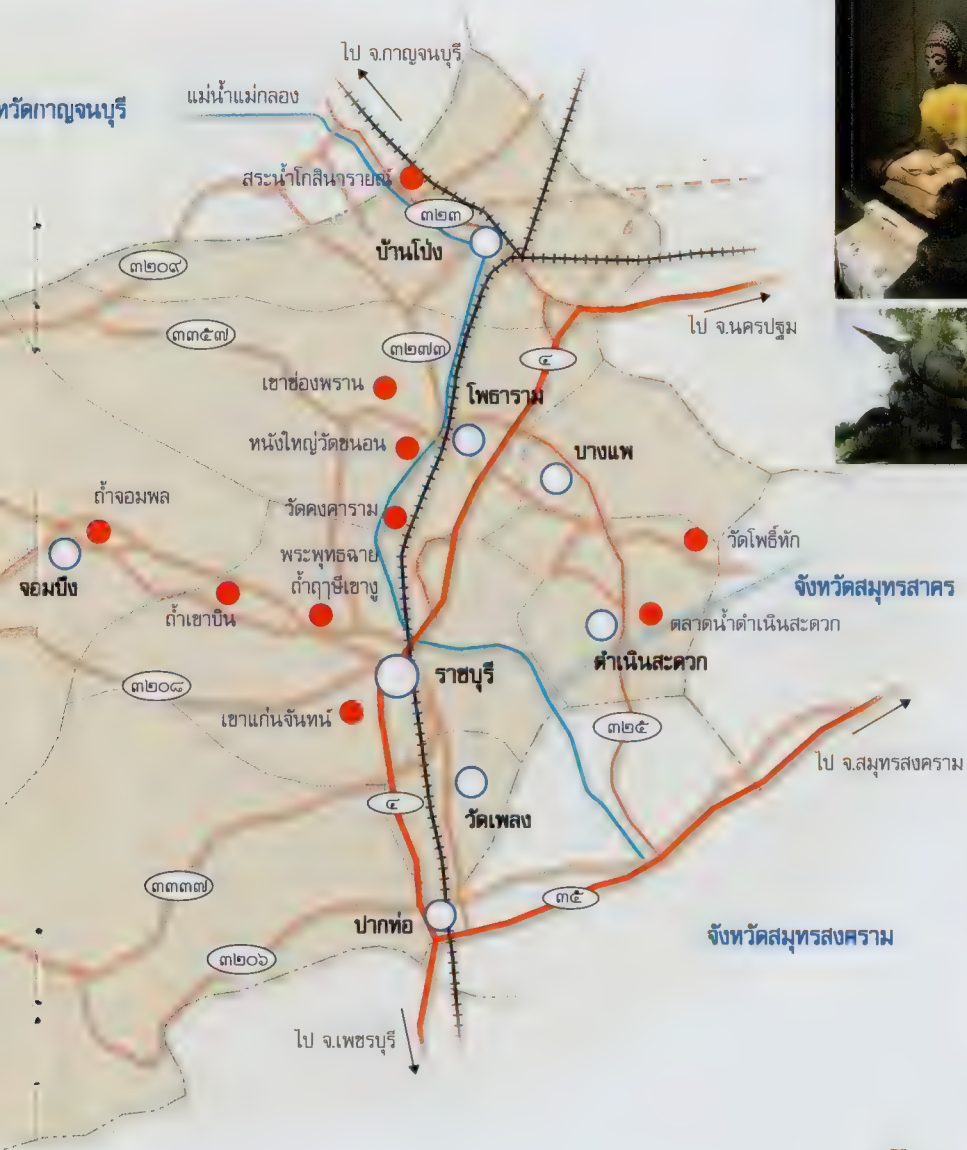 ไป จ.กาญจนบุรี
แม่น้ำแม่กลอง
ทวัดกาญจนบุรี
สระน้ำโกสินารายณ์
๓๒๓
บ้านโป่ง
๓๒๐๙
๓๓๕๗
๓๒๗๓
๔
ไป จ.นครปฐม
เขาช่องพราน
โพธาราม
หนังใหญ่วัดขนอน
บางแพ
ถ้ำจอมพล
วัดคงคาราม
วัดโพธิ์หัก
จอมบึง
พระพุทธฉาย
ถ้ำฤๅษีเขางู
จังหวัดสมุทรสาคร
ถ้ำเขาบิน
ตลาดน้ำดำเนินสะดวก
ดำเนินสะดวก
ราชบุรี
๓๒๐๘
เขาแก่นจันทน์
๓๒๕
ไป จ.สมุทรสงคราม
๔
วัดเพลง
๓๓๓๗
๓๕
ปากท่อ
จังหวัดสมุทรสงคราม
๓๒๐๖
ไป จ.เพชรบุรี